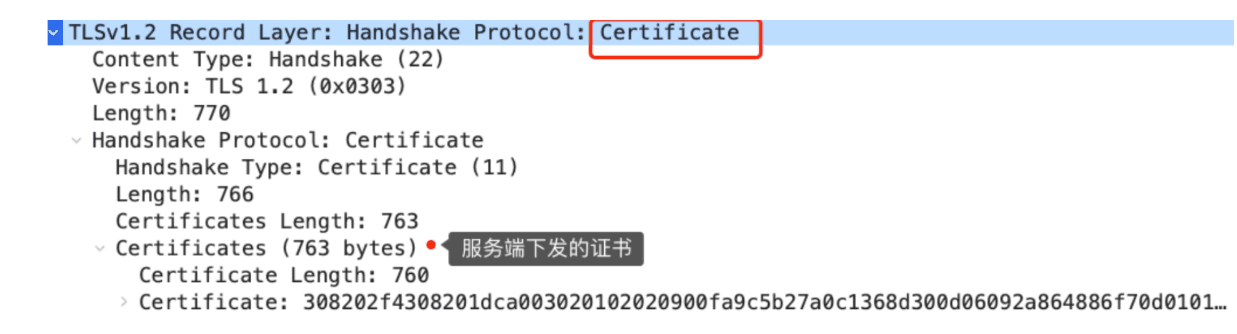 TLSv1.2 Record Layer: Handshake Protocol: Certificate
Content Type: Handshake (22)
Version: TLS 1.2 (0x0303)
Length: 770
Handshake Protocol: Certificate
Handshake Type: Certificate (11)
Length: 766
Certificates Length: 763
Certificates (763 bytes) 服务端下发的证书
Certificate Length: 760
Certificate: 308202f4308201dca003020102020900fa9c5b27a0c1368d300d06092a864886f70d0101…